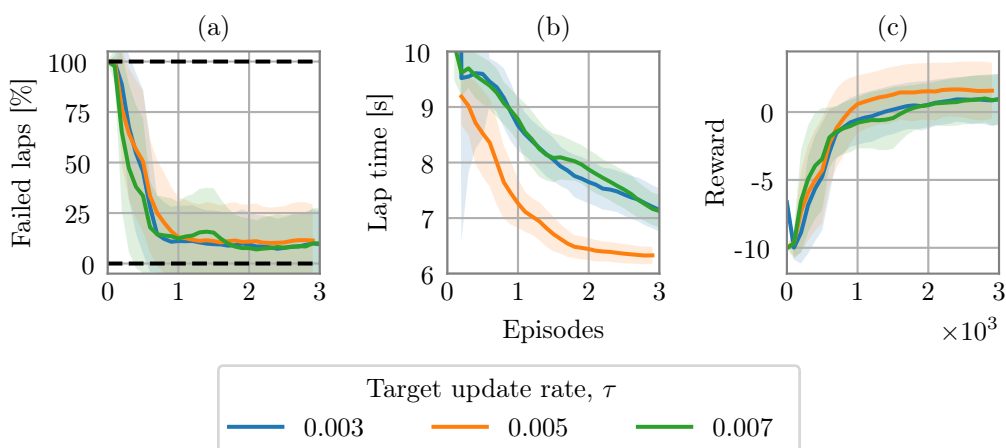 (a)
(b)
(c)
Failed laps [%]
100
75
50
25
0
0 1 2 3
Lap time [s]
10
9
8
7
6
0 1 2 3
Reward
0
-5
-10
0 1 2 3
Episodes
×10³
Target update rate, τ
0.003 0.005 0.007